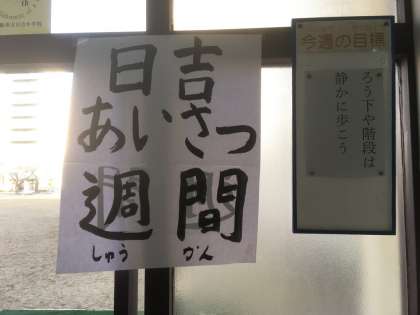 日吉
あいさつ
週間
しゅうかん
今週の目標
ろう下や階段は
静かに歩こう